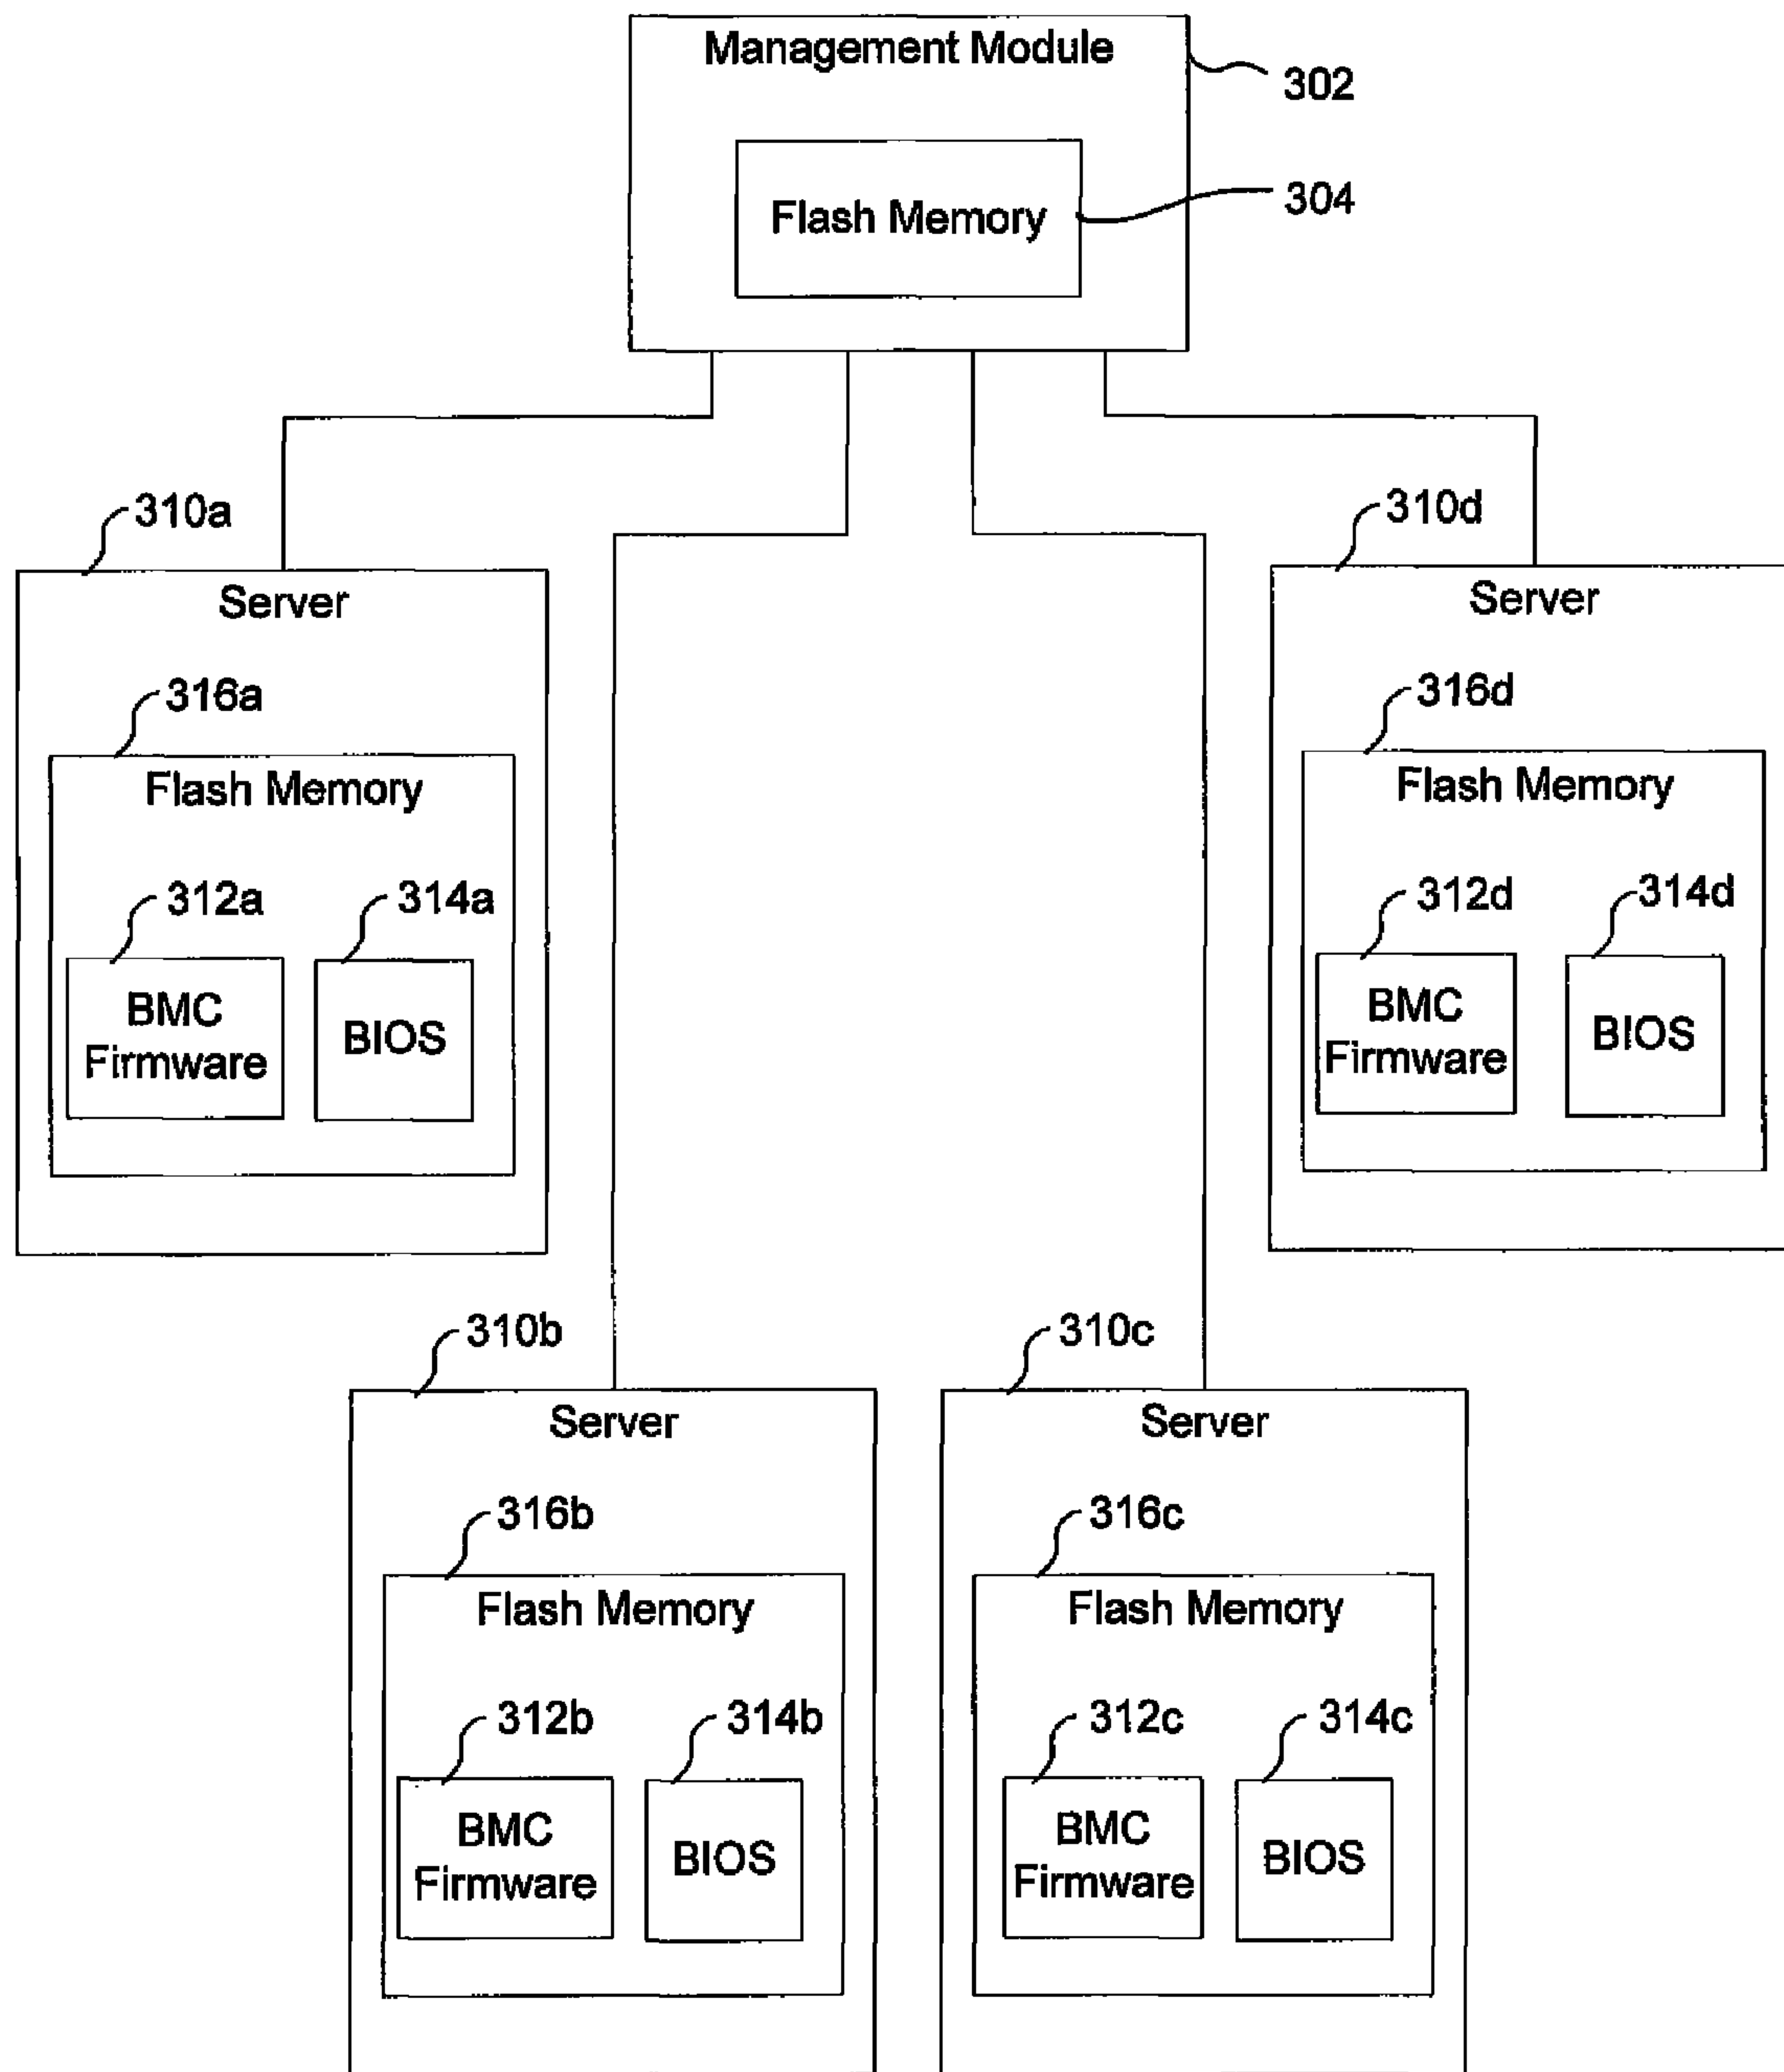 Management Module
302
Flash Memory
304
310a
Server
316a
Flash Memory
312a
314a
BMC
Firmware
BIOS
310d
Server
316d
Flash Memory
312d
314d
BMC
Firmware
BIOS
310b
Server
316b
Flash Memory
312b
314b
BMC
Firmware
BIOS
310c
Server
316c
Flash Memory
312c
314c
BMC
Firmware
BIOS